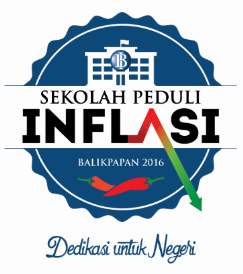 SEKOLAH PEDULI
INFLASI
BALIKPAPAN 2016
Dedikasi untuk Negeri